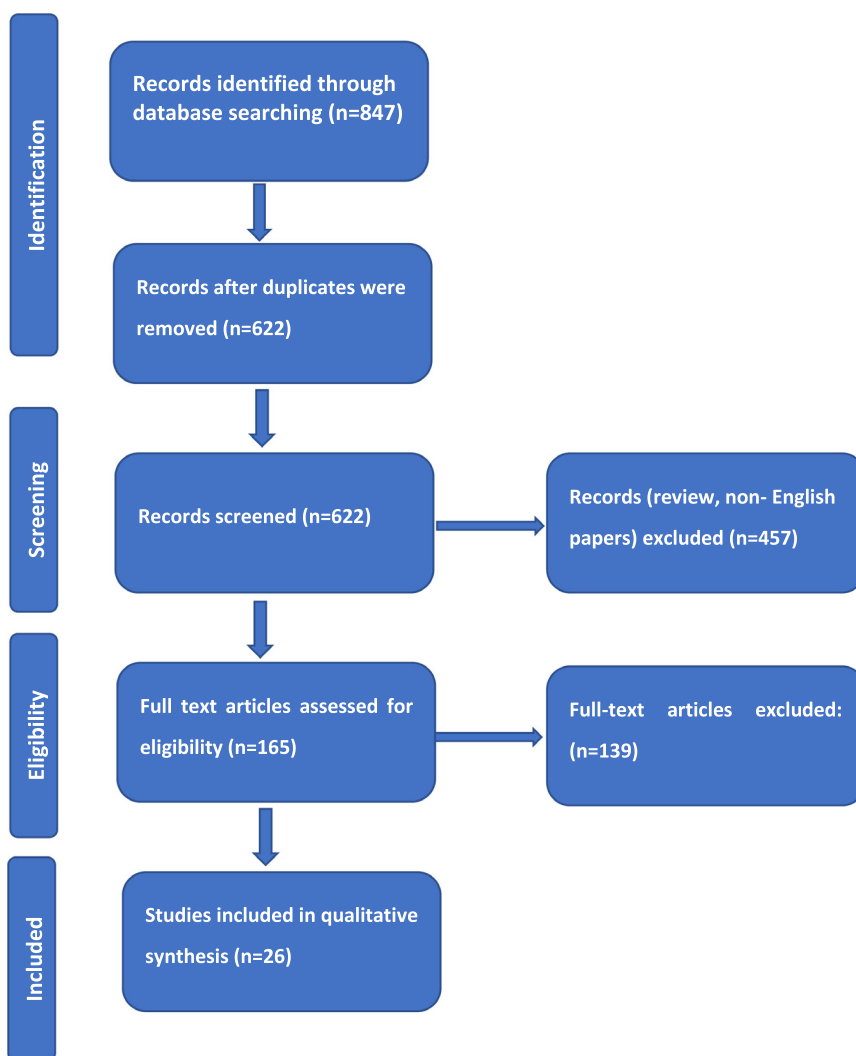 Identification
Records identified through
database searching (n=847)
Records after duplicates were
removed (n=622)
Screening
Records screened (n=622)
Records (review, non- English
papers) excluded (n=457)
Eligibility
Full text articles assessed for
eligibility (n=165)
Full-text articles excluded:
(n=139)
Included
Studies included in qualitative
synthesis (n=26)